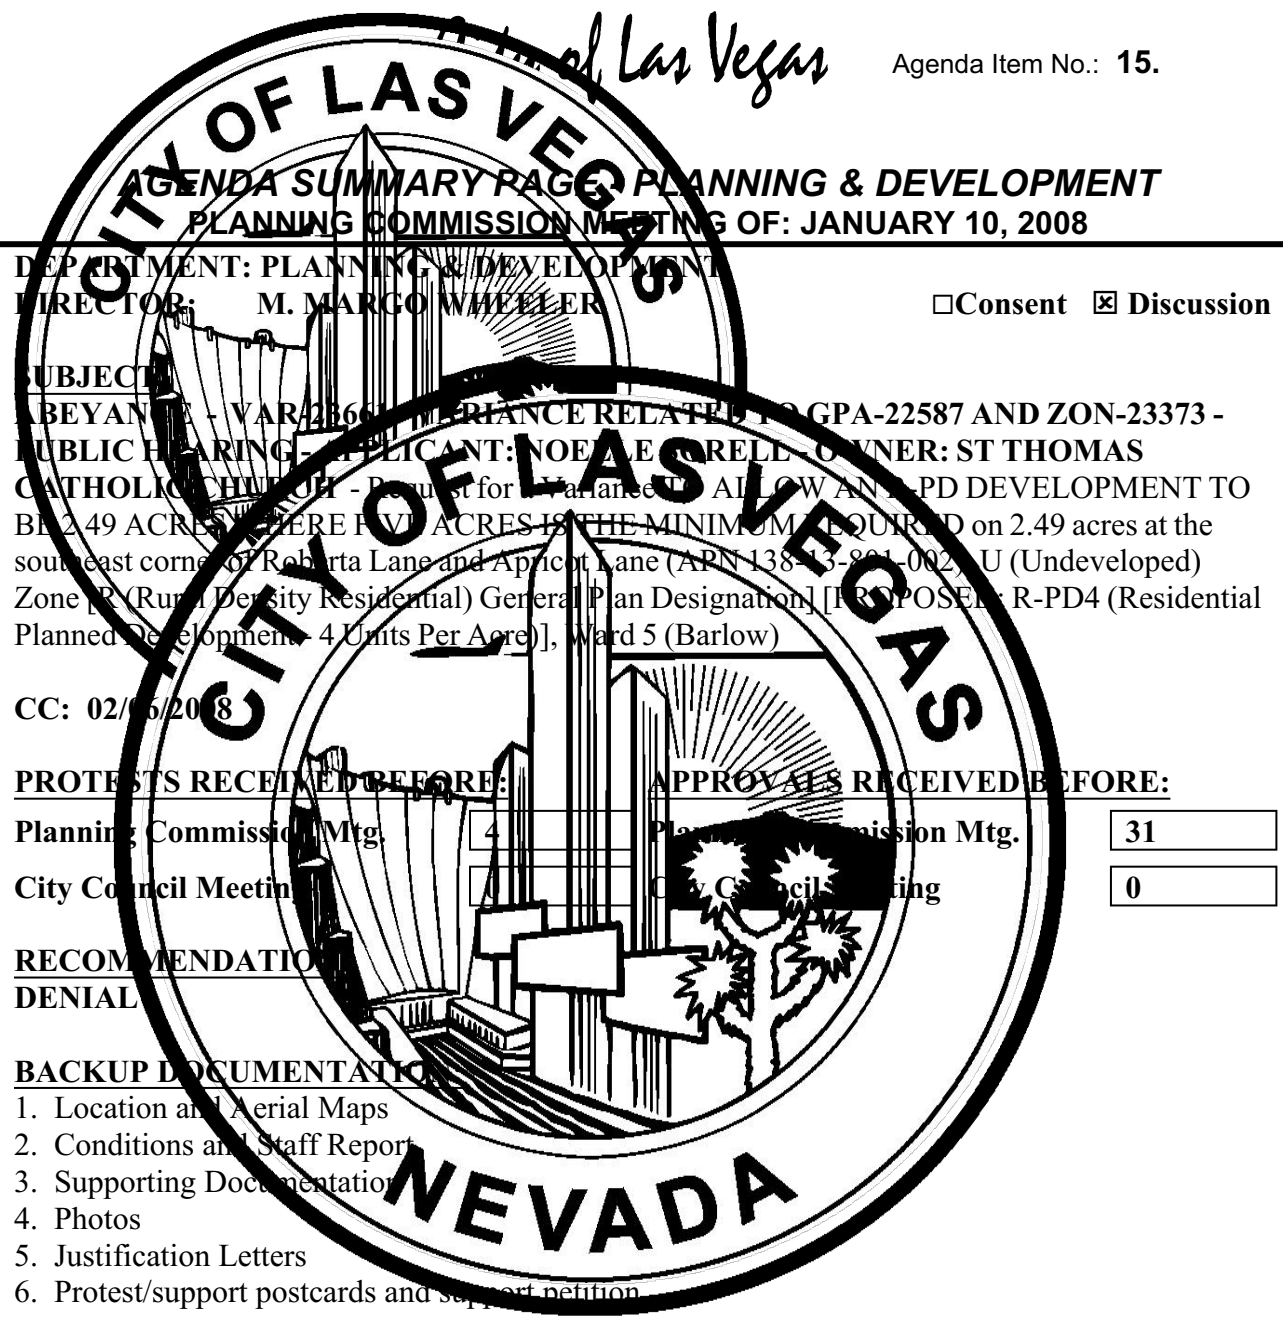 of Las Vegas
Agenda Item No.: 15.
AGENDA SUMMARY PAGE - PLANNING & DEVELOPMENT
PLANNING COMMISSION MEETING OF: JANUARY 10, 2008
DEPARTMENT: PLANNING & DEVELOPMENT
DIRECTOR: M. MARGO WHEELER ☐Consent ☒ Discussion
SUBJECT:
ABEYANCE - VARIANCE RELATED TO GPA-22587 AND ZON-23373 -
PUBLIC HEARING - APPLICANT: OWNER: ST THOMAS
CATHOLIC CHURCH - Request for a Variance TO ALLOW AN R-PD DEVELOPMENT TO
BE 2.49 ACRES WHERE FIVE ACRES IS THE MINIMUM REQUIRED on 2.49 acres at the
southeast corner of Roberta Lane and Apricot Lane (APN 138-13-801-002), U (Undeveloped)
Zone [R (Rural Density Residential) General Plan Designation] [PROPOSED: R-PD4 (Residential
Planned Development - 4 Units Per Acre)], Ward 5 (Barlow)
CC: 02/06/2008
PROTESTS RECEIVED BEFORE: APPROVALS RECEIVED BEFORE:
Planning Commission Mtg. 4 Planning Commission Mtg. 31
City Council Meeting 0 City Council Meeting 0
RECOMMENDATION:
DENIAL
BACKUP DOCUMENTATION:
1. Location and Aerial Maps
2. Conditions and Staff Report
3. Supporting Documentation
4. Photos
5. Justification Letters
6. Protest/support postcards and support petition
CITY OF LAS VEGAS
CITY OF LAS VEGAS
NEVADA